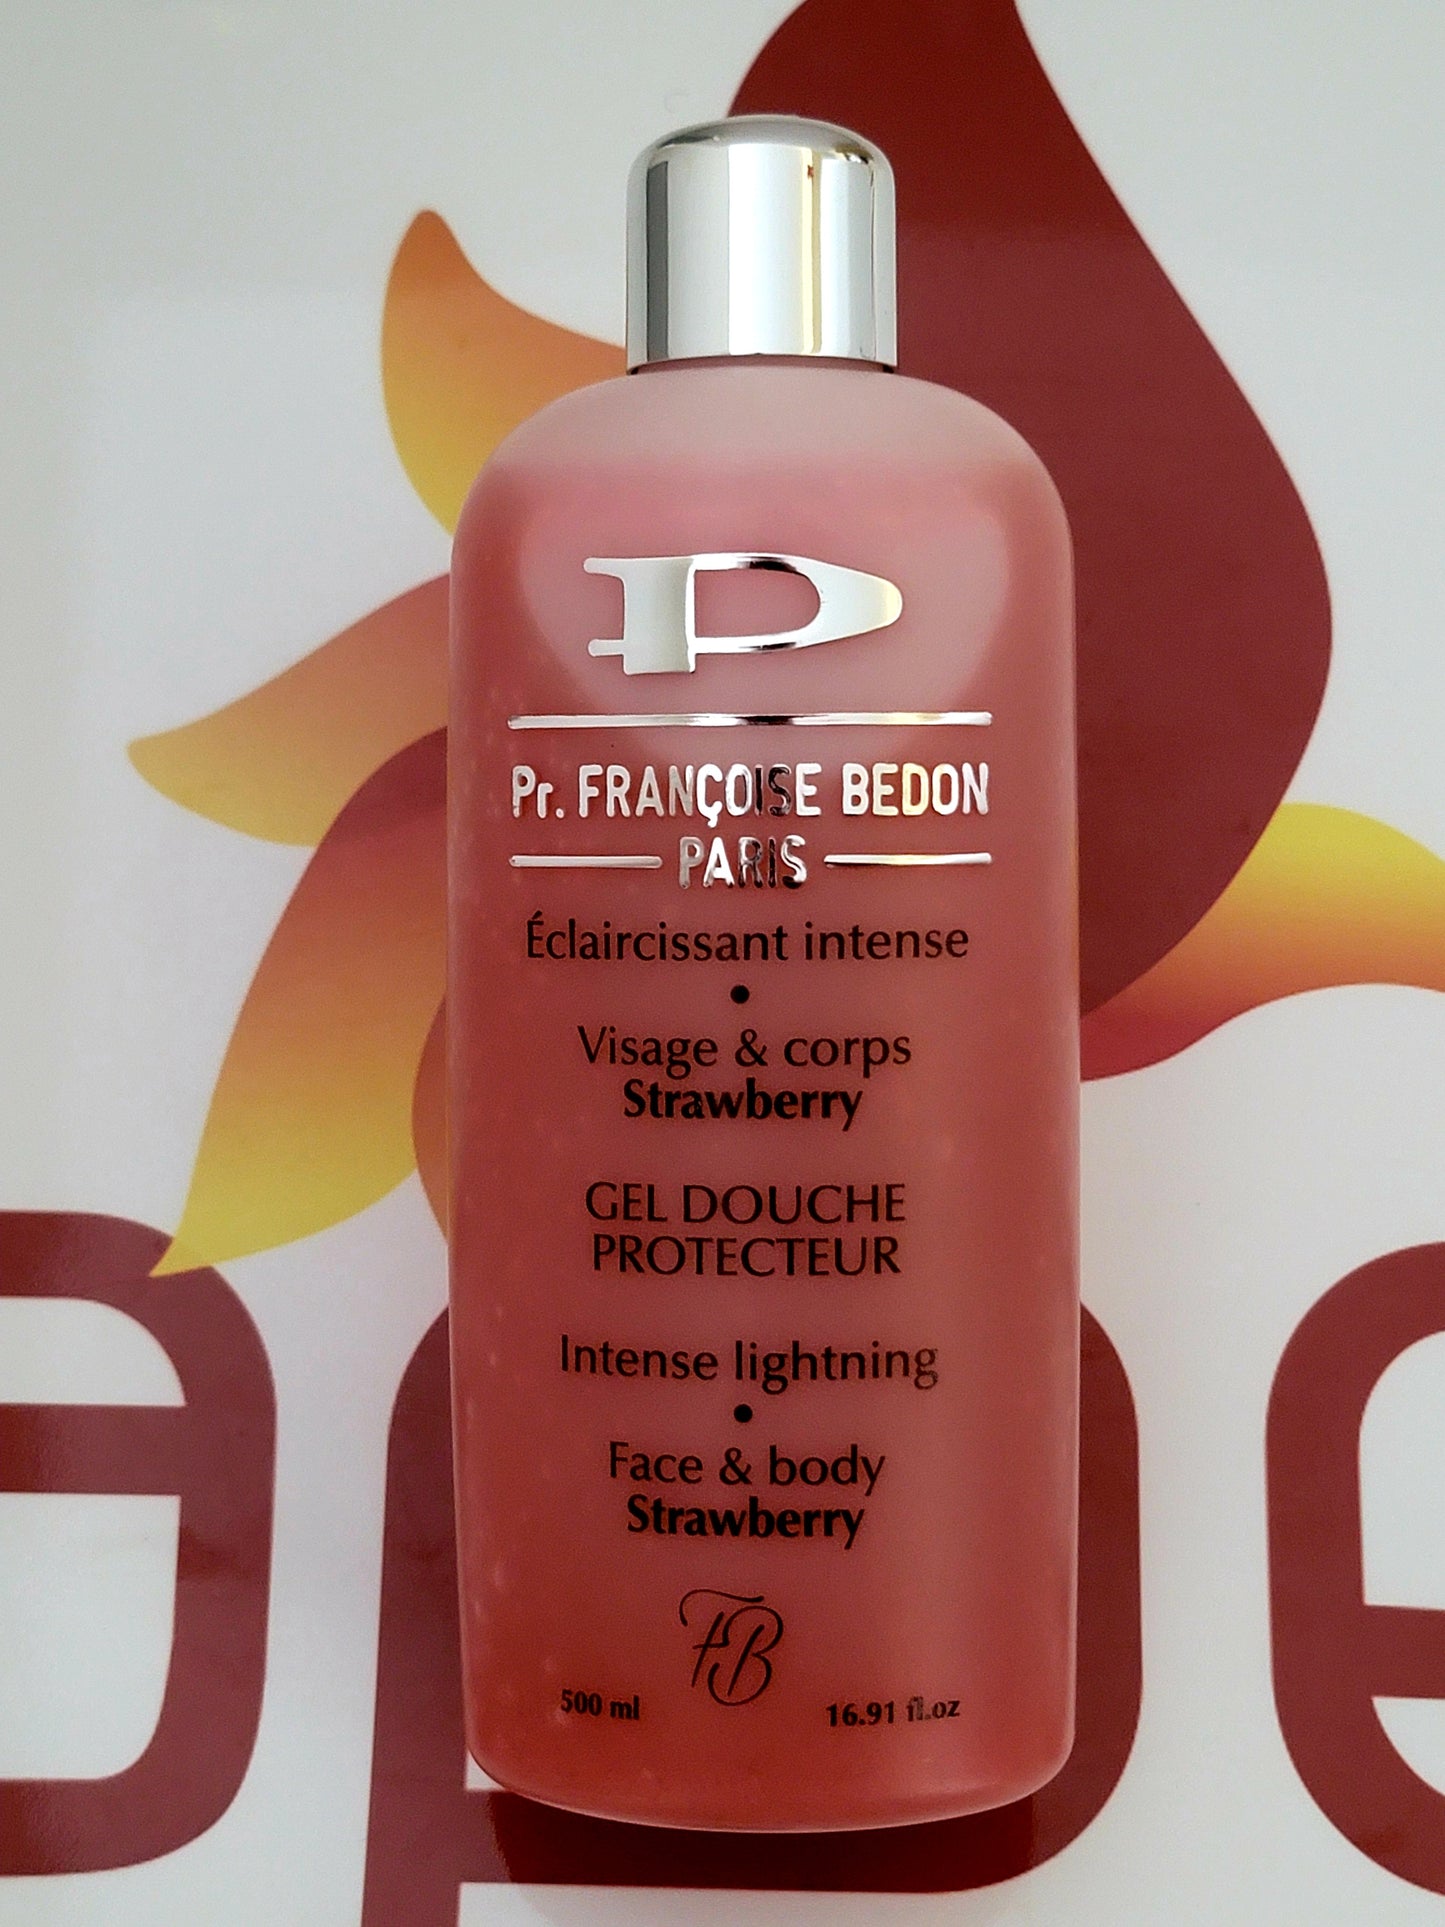 P
Pr. FRANÇOISE BEDON
PARIS
Éclaircissant intense
•
Visage & corps
Strawberry
GEL DOUCHE
PROTECTEUR
Intense lightning
•
Face & body
Strawberry
FB
500 ml 16.91 fl.oz